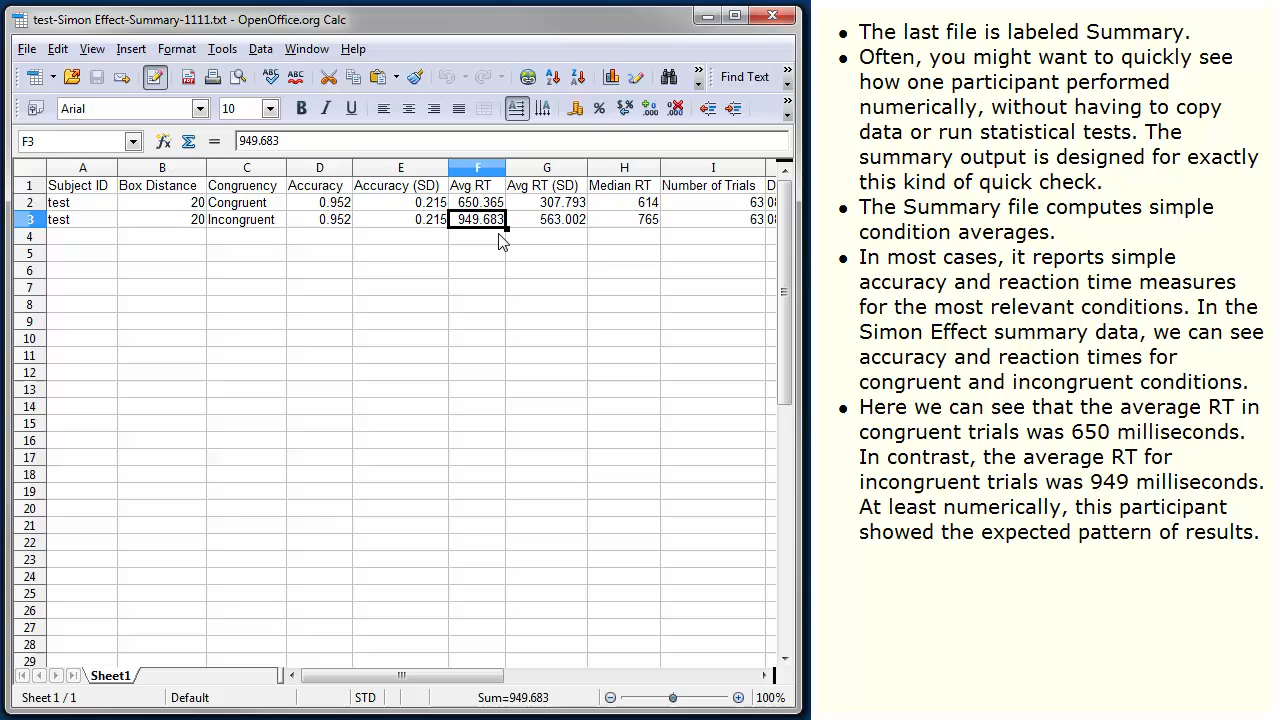 test-Simon Effect-Summary-1111.txt - OpenOffice.org Calc
File Edit View Insert Format Tools Data Window Help
Find Text
Arial 10 B I U
F3 = 949.683
A B C D E F G H I
1 Subject ID Box Distance Congruency Accuracy Accuracy (SD) Avg RT Avg RT (SD) Median RT Number of Trials D
2 test 20 Congruent 0.952 0.215 650.365 307.793 614 63 08
3 test 20 Incongruent 0.952 0.215 949.683 563.002 765 63 08
4
5
6
7
8
9
10
11
12
13
14
15
16
17
18
19
20
21
22
23
24
25
26
27
28
29
Sheet1
Sheet 1 / 1 Default STD Sum=949.683 100%
● The last file is labeled Summary.
● Often, you might want to quickly see
how one participant performed
numerically, without having to copy
data or run statistical tests. The
summary output is designed for exactly
this kind of quick check.
● The Summary file computes simple
condition averages.
● In most cases, it reports simple
accuracy and reaction time measures
for the most relevant conditions. In the
Simon Effect summary data, we can see
accuracy and reaction times for
congruent and incongruent conditions.
● Here we can see that the average RT in
congruent trials was 650 milliseconds.
In contrast, the average RT for
incongruent trials was 949 milliseconds.
At least numerically, this participant
showed the expected pattern of results.